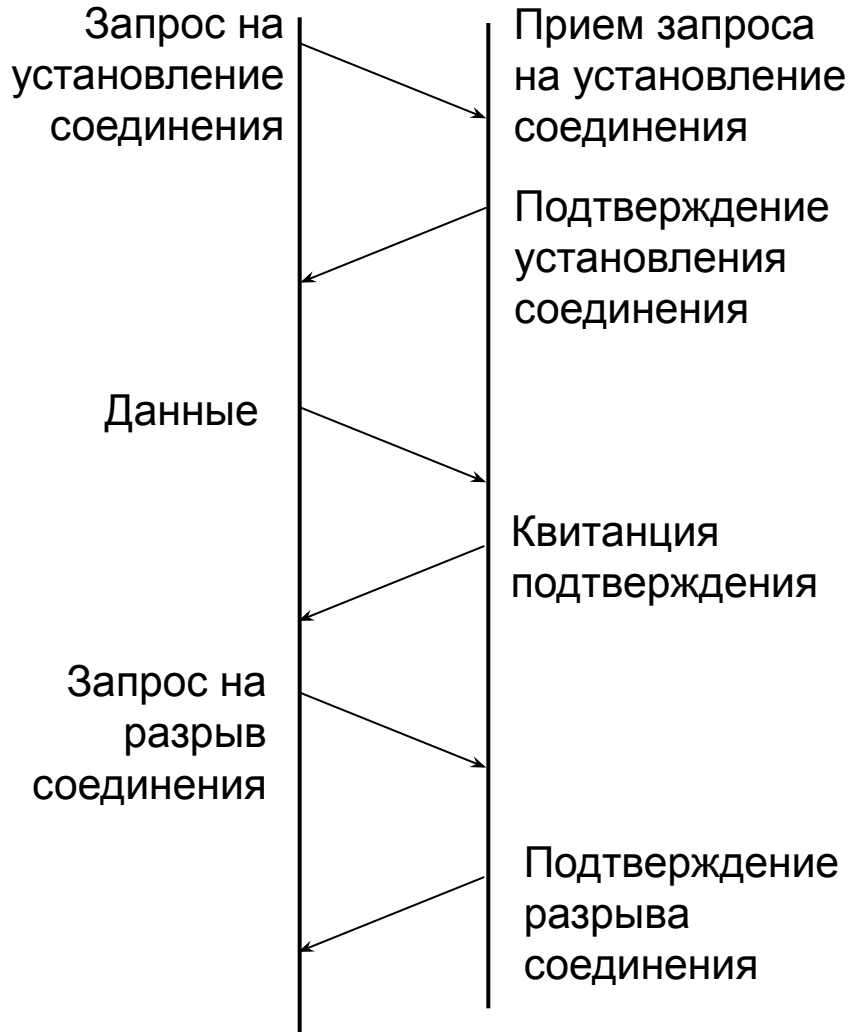 Запрос на
установление
соединения
Прием запроса
на установление
соединения
Подтверждение
установления
соединения
Данные
Квитанция
подтверждения
Запрос на
разрыв
соединения
Подтверждение
разрыва
соединения